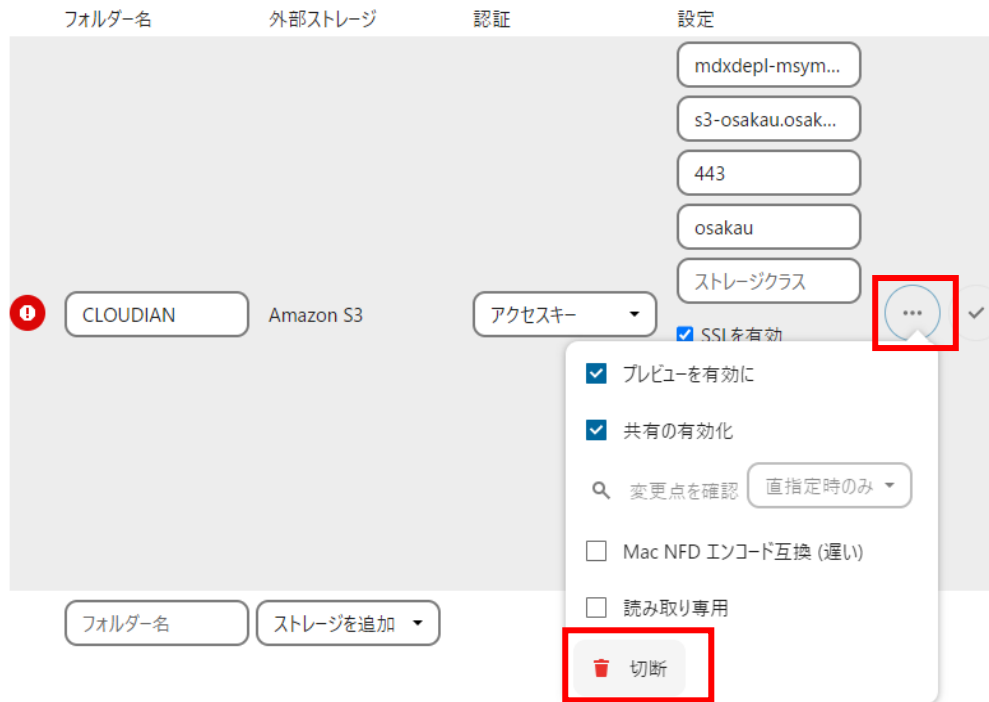 フォルダー名 外部ストレージ 認証 設定
mdxdepl-msym...
s3-osakau.osak...
443
osakau
ストレージクラス
CLOUDIAN Amazon S3 アクセスキー
SSLを有効
プレビューを有効に
共有の有効化
変更点を確認 直指定時のみ
Mac NFD エンコード互換 (遅い)
読み取り専用
フォルダー名 ストレージを追加
切断